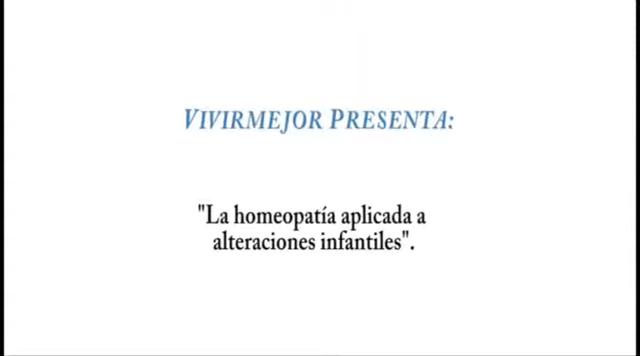 VIVIRMEJOR PRESENTA:
"La homeopatía aplicada a
alteraciones infantiles".